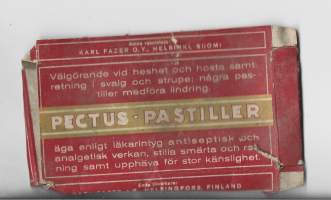 KARL FAZER O.Y., HELSINKI, SUOMI
Välgörande vid heshet och hosta samt
retning i svalg och strupe; några pas-
tiller medföra lindring.
PECTUS - PASTILLER
äga enligt läkarintyg antiseptisk och
analgetisk verkan, stilla smärta och ret
ning samt upphäva för stor känslighet.
HELSINGFORS, FINLAND